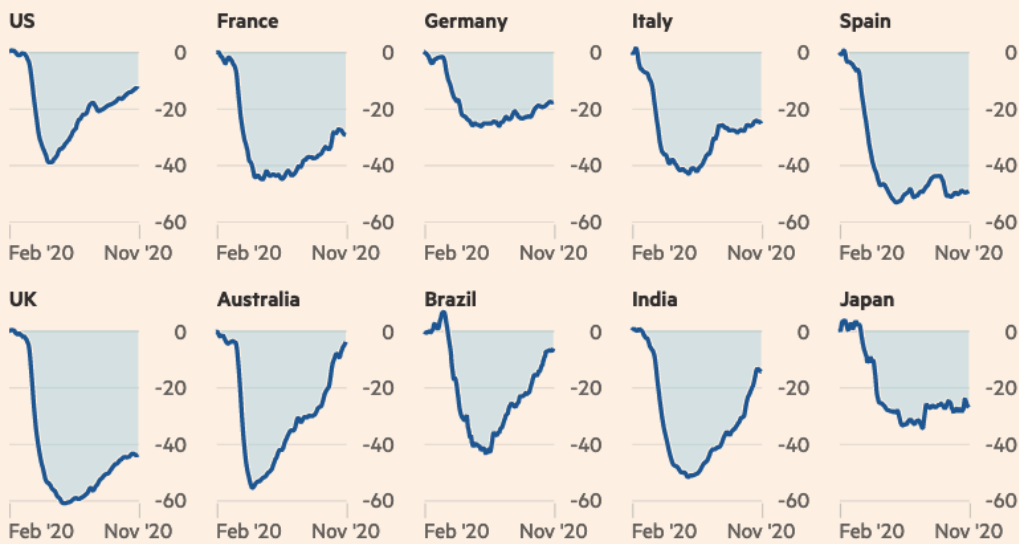 US France Germany Italy Spain
0 0 0 0 0
-20 -20 -20 -20 -20
-40 -40 -40 -40 -40
-60 -60 -60 -60 -60
Feb '20 Nov '20 Feb '20 Nov '20 Feb '20 Nov '20 Feb '20 Nov '20 Feb '20 Nov '20
UK Australia Brazil India Japan
0 0 0 0 0
-20 -20 -20 -20 -20
-40 -40 -40 -40 -40
-60 -60 -60 -60 -60
Feb '20 Nov '20 Feb '20 Nov '20 Feb '20 Nov '20 Feb '20 Nov '20 Feb '20 Nov '20